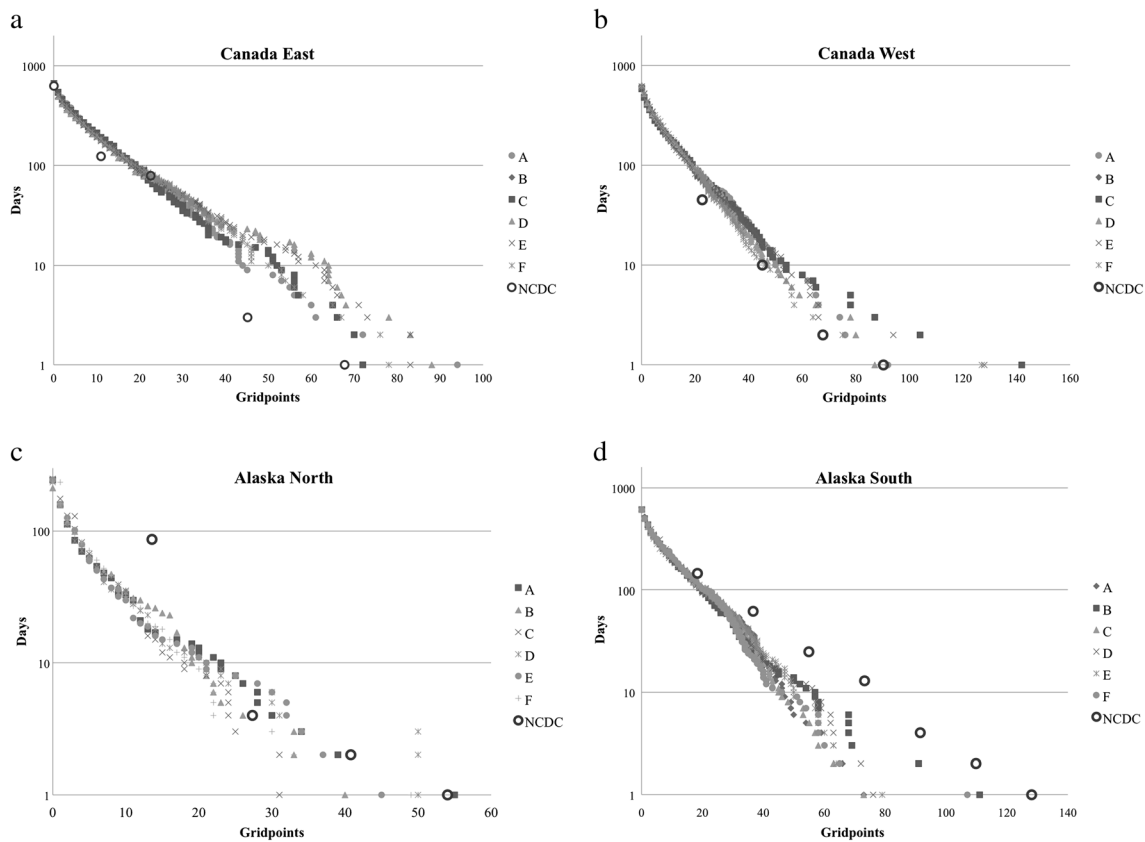 a
Canada East
1000
100
10
1
Days
0 10 20 30 40 50 60 70 80 90 100
Gridpoints
A
B
C
D
E
F
NCDC
b
Canada West
1000
100
10
1
Days
0 20 40 60 80 100 120 140 160
Gridpoints
A
B
C
D
E
F
NCDC
c
Alaska North
100
10
1
Days
0 10 20 30 40 50 60
Gridpoints
A
B
C
D
E
F
NCDC
d
Alaska South
1000
100
10
1
Days
0 20 40 60 80 100 120 140
Gridpoints
A
B
C
D
E
F
NCDC